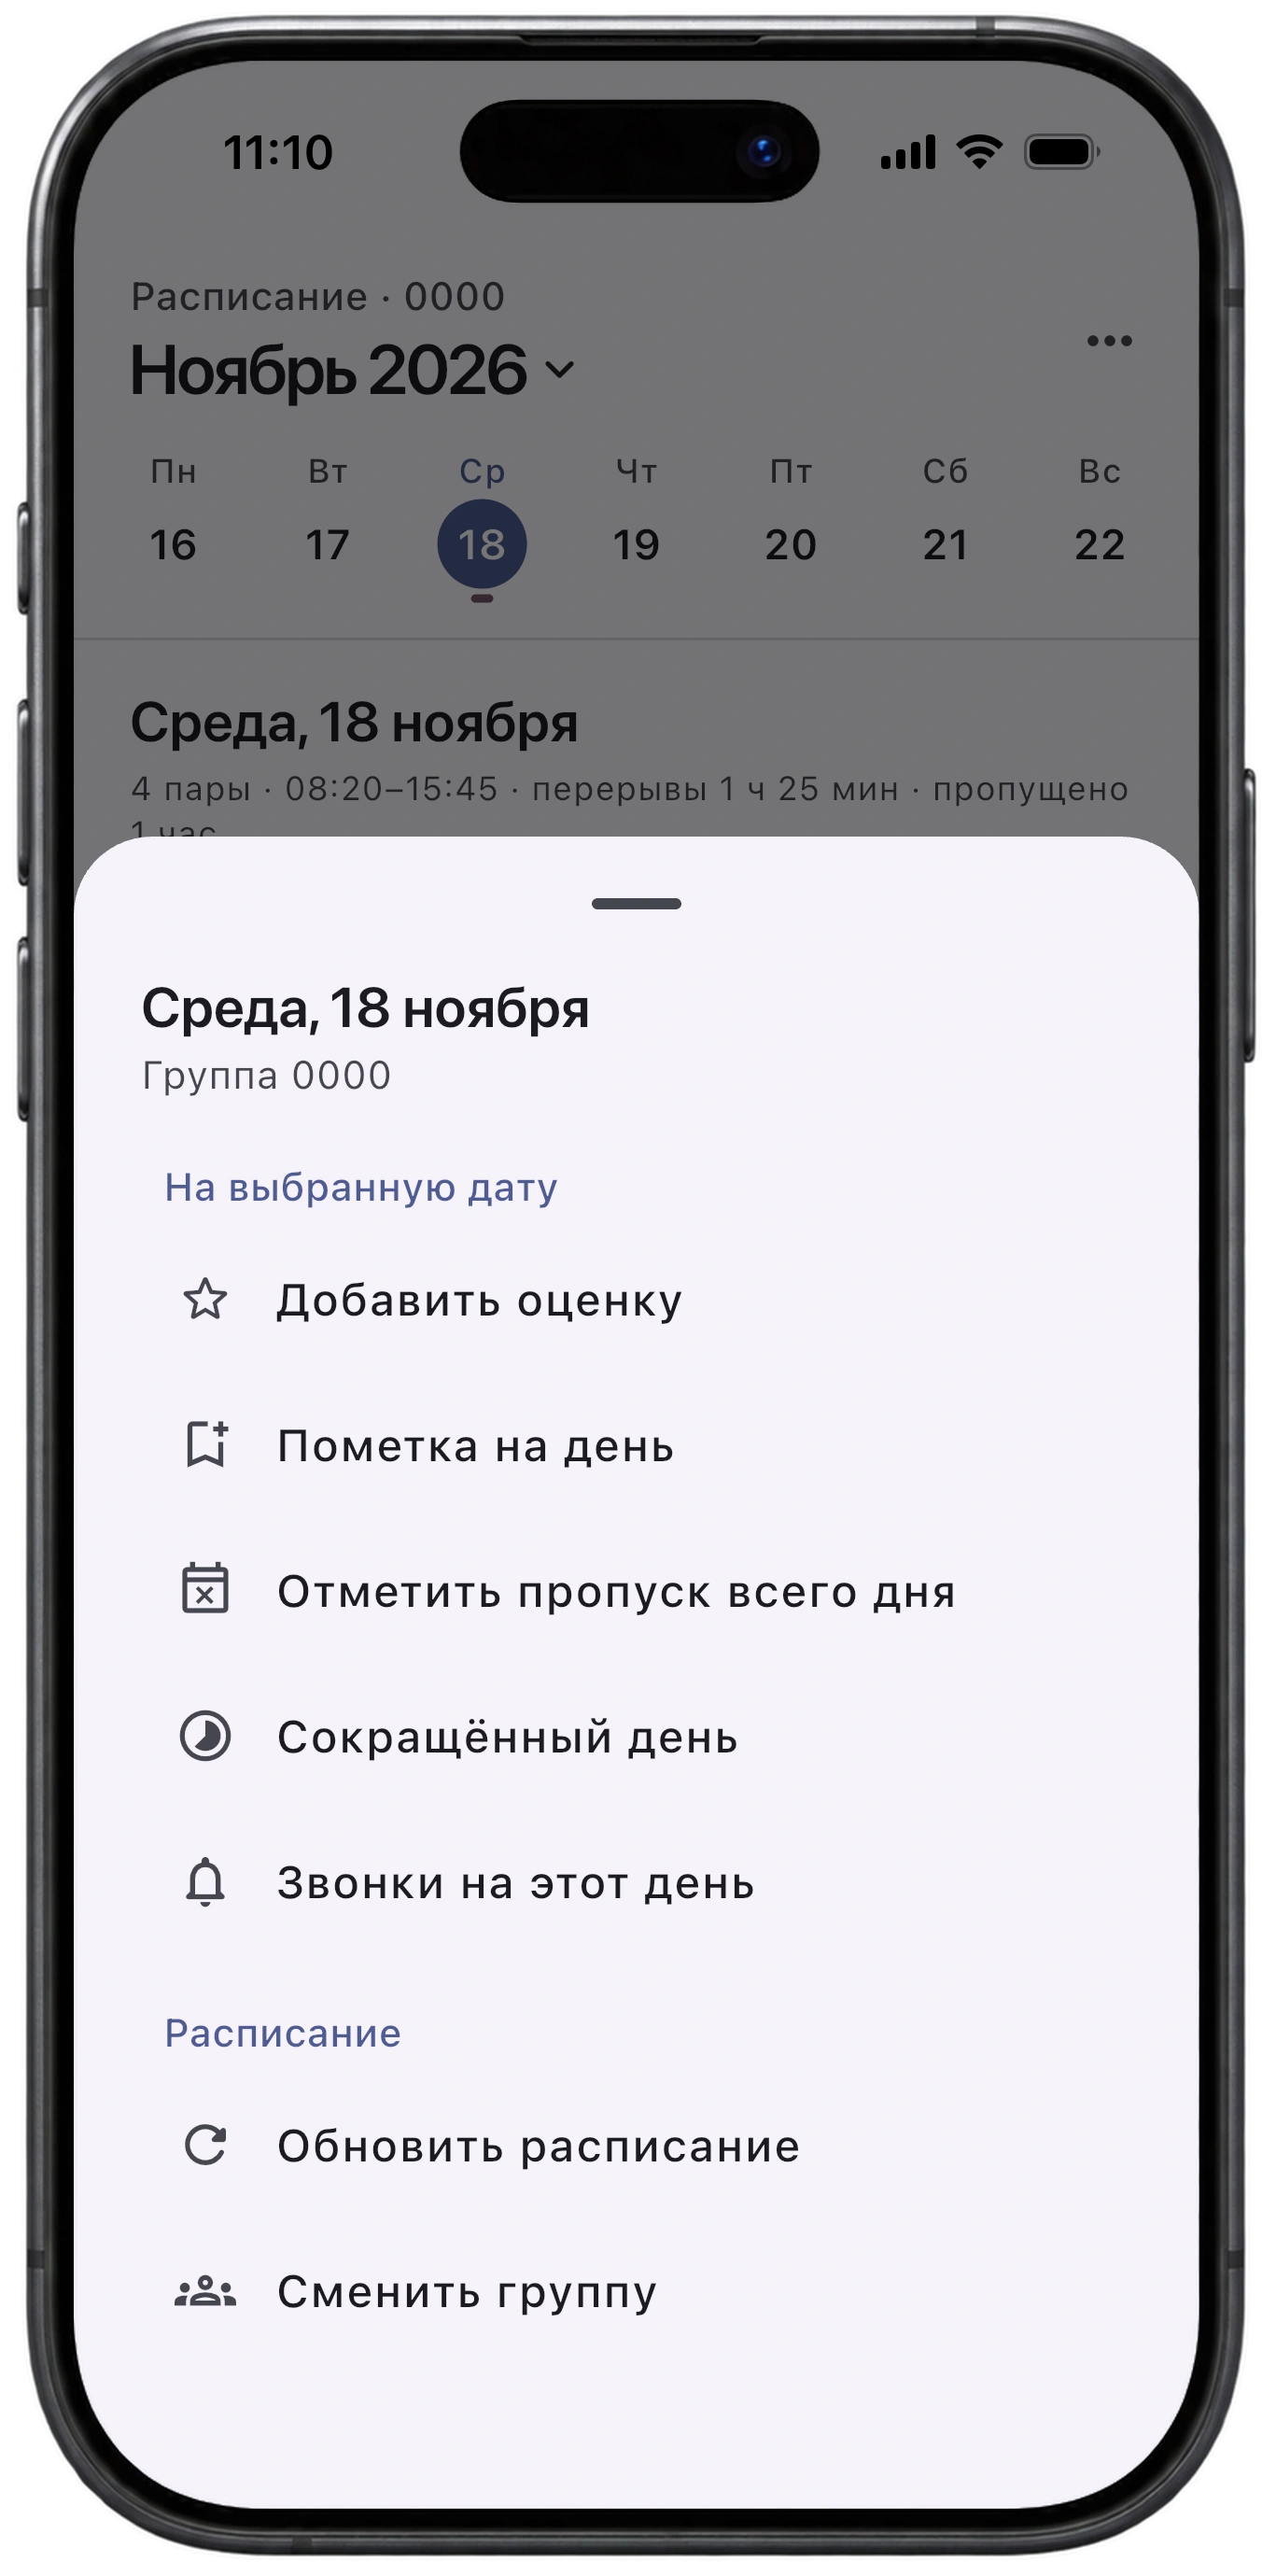 11:10
Расписание · 0000
Ноябрь 2026
Пн Вт Ср Чт Пт Сб Вс
16 17 18 19 20 21 22
Среда, 18 ноября
4 пары · 08:20–15:45 · перерывы 1 ч 25 мин · пропущено
1 час
Среда, 18 ноября
Группа 0000
На выбранную дату
Добавить оценку
Пометка на день
Отметить пропуск всего дня
Сокращённый день
Звонки на этот день
Расписание
Обновить расписание
Сменить группу